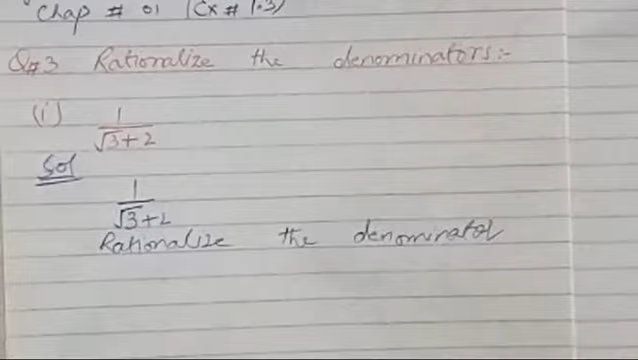 Chap # 01 (Ex # 1.3)
Q#3 Rationalize the denominators:-
(i) 1/(√3+2)
Sol
1/(√3+2)
Rationalize the denominator